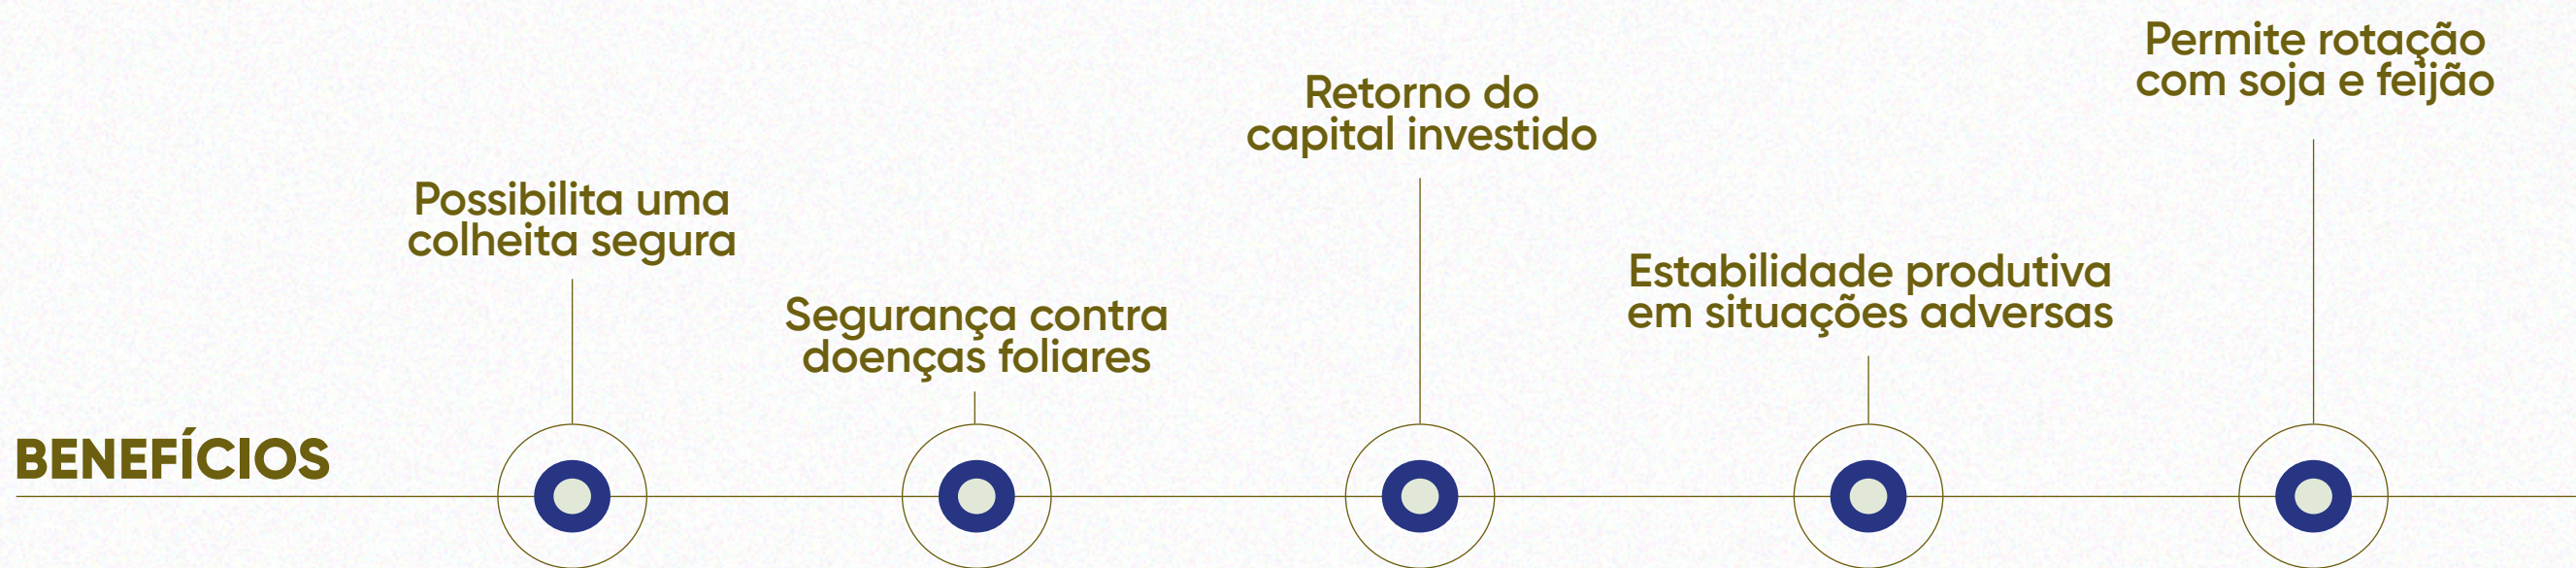 BENEFÍCIOS
Possibilita uma
colheita segura
Segurança contra
doenças foliares
Retorno do
capital investido
Estabilidade produtiva
em situações adversas
Permite rotação
com soja e feijão